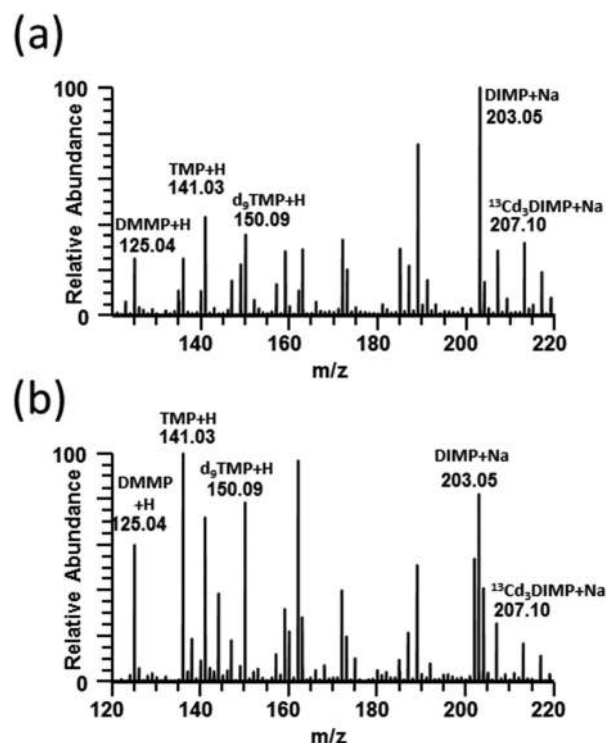 (a)
100
DIMP+Na
203.05
TMP+H
141.03
d₉TMP+H
150.09
¹³Cd₃DIMP+Na
207.10
DMMP+H
125.04
Relative Abundance
0
140 160 180 200 220
m/z
(b)
TMP+H
141.03
100
DIMP+Na
203.05
d₉TMP+H
150.09
DMMP
+H
125.04
¹³Cd₃DIMP+Na
207.10
Relative Abundance
0
120 140 160 180 200 220
m/z